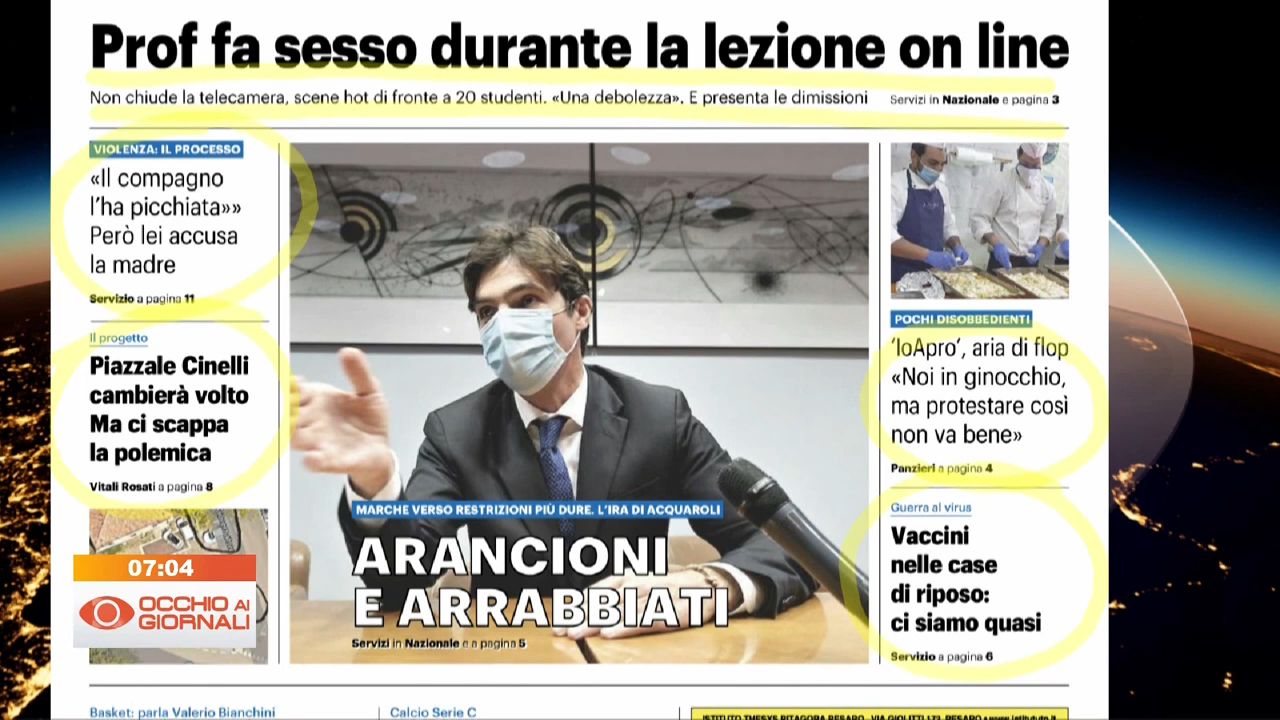 Prof fa sesso durante la lezione on line
Non chiude la telecamera, scene hot di fronte a 20 studenti. «Una debolezza». E presenta le dimissioni
Servizi in Nazionale e pagina 3
VIOLENZA: IL PROCESSO
«Il compagno
l'ha picchiata»»
Però lei accusa
la madre
Servizio a pagina 11
Il progetto
Piazzale Cinelli
cambierà volto
Ma ci scappa
la polemica
Vitali Rosati a pagina 8
07:04
OCCHIO AI
GIORNALI
MARCHE VERSO RESTRIZIONI PIÙ DURE. L'IRA DI ACQUAROLI
ARANCIONI
E ARRABBIATI
Servizi in Nazionale e a pagina 5
POCHI DISOBBEDIENTI
'IoApro', aria di flop
«Noi in ginocchio,
ma protestare così
non va bene»
Panzieri a pagina 4
Guerra al virus
Vaccini
nelle case
di riposo:
ci siamo quasi
Servizio a pagina 6
Basket: parla Valerio Bianchini
Calcio Serie C